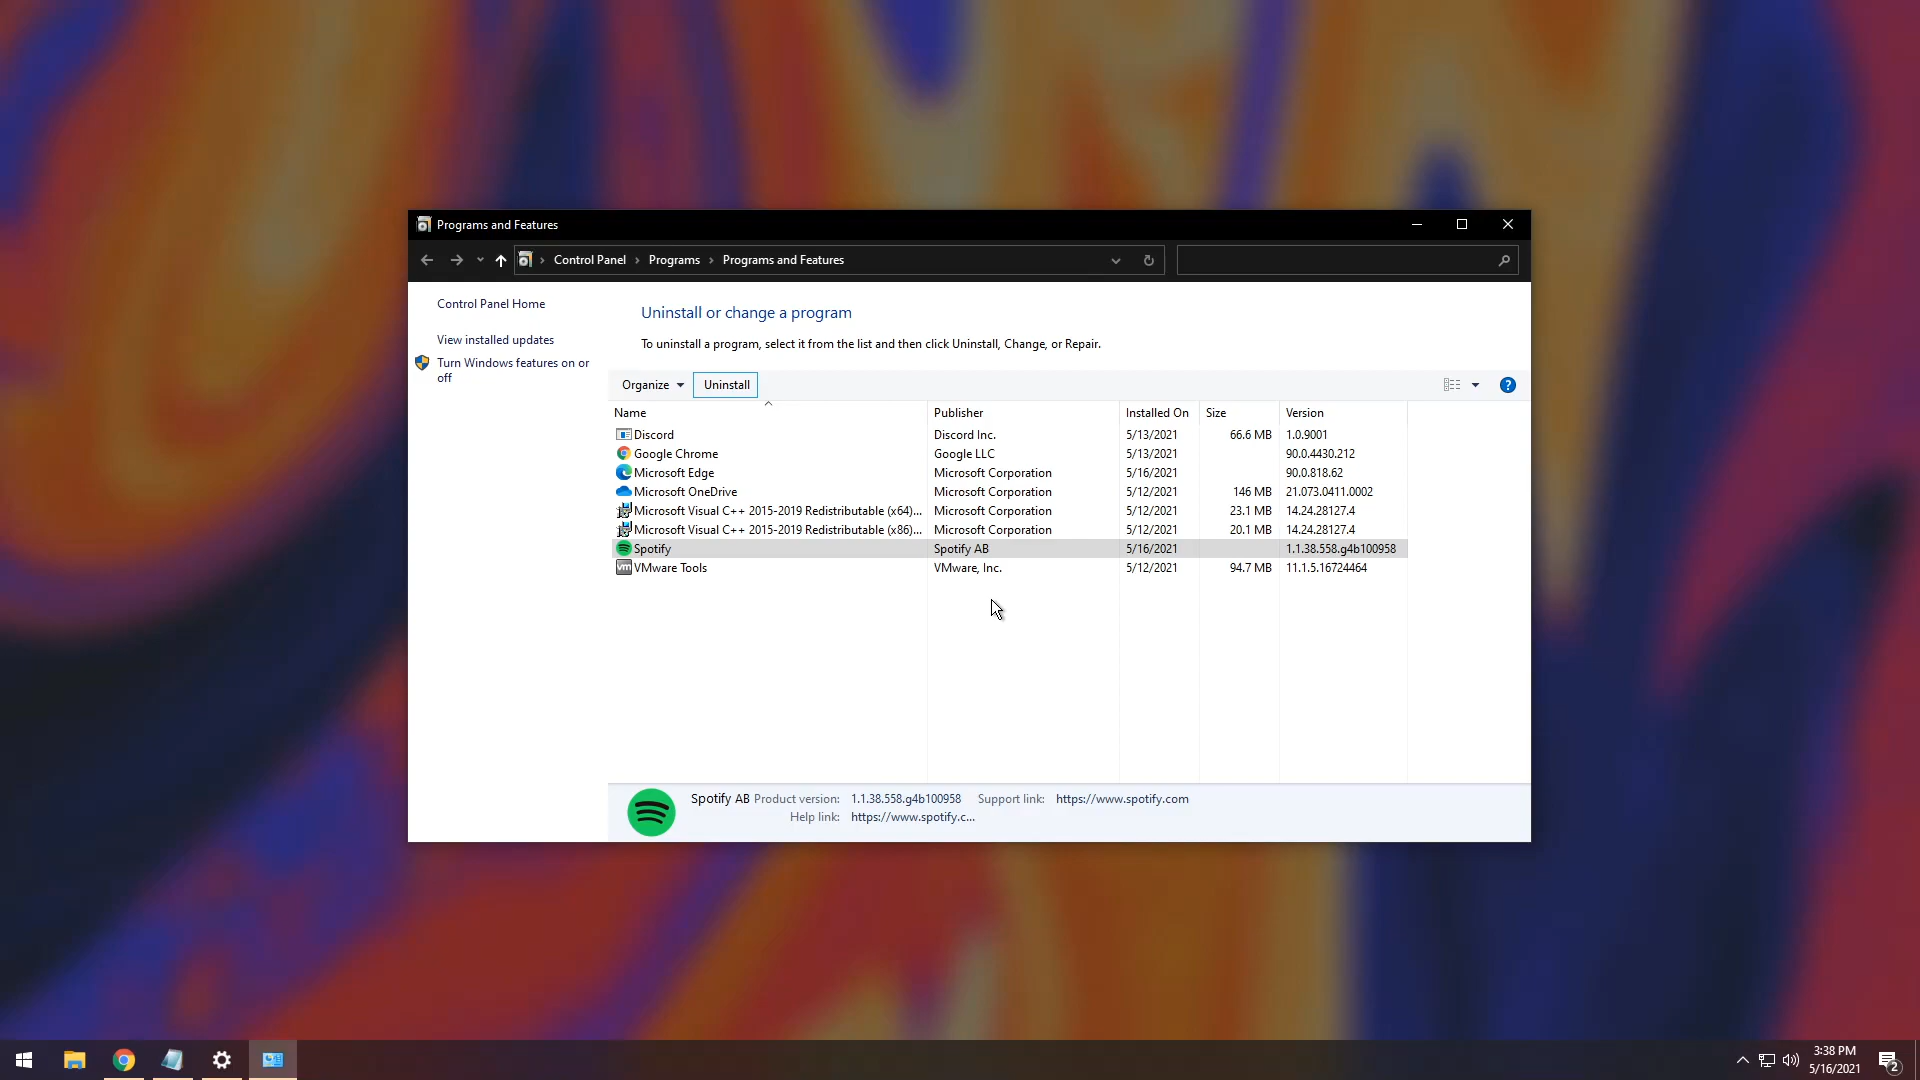 Programs and Features
Control Panel Programs Programs and Features
Control Panel Home
View installed updates
Turn Windows features on or
off
Uninstall or change a program
To uninstall a program, select it from the list and then click Uninstall, Change, or Repair.
Organize Uninstall ?
Name Publisher Installed On Size Version
Discord Discord Inc. 5/13/2021 66.6 MB 1.0.9001
Google Chrome Google LLC 5/13/2021 90.0.4430.212
Microsoft Edge Microsoft Corporation 5/16/2021 90.0.818.62
Microsoft OneDrive Microsoft Corporation 5/12/2021 146 MB 21.073.0411.0002
Microsoft Visual C++ 2015-2019 Redistributable (x64)... Microsoft Corporation 5/12/2021 23.1 MB 14.24.28127.4
Microsoft Visual C++ 2015-2019 Redistributable (x86)... Microsoft Corporation 5/12/2021 20.1 MB 14.24.28127.4
Spotify Spotify AB 5/16/2021 1.1.38.558.g4b100958
vm VMware Tools VMware, Inc. 5/12/2021 94.7 MB 11.1.5.16724464
Spotify AB Product version: 1.1.38.558.g4b100958 Support link: https://www.spotify.com
Help link: https://www.spotify.c...
3:38 PM
5/16/2021
2